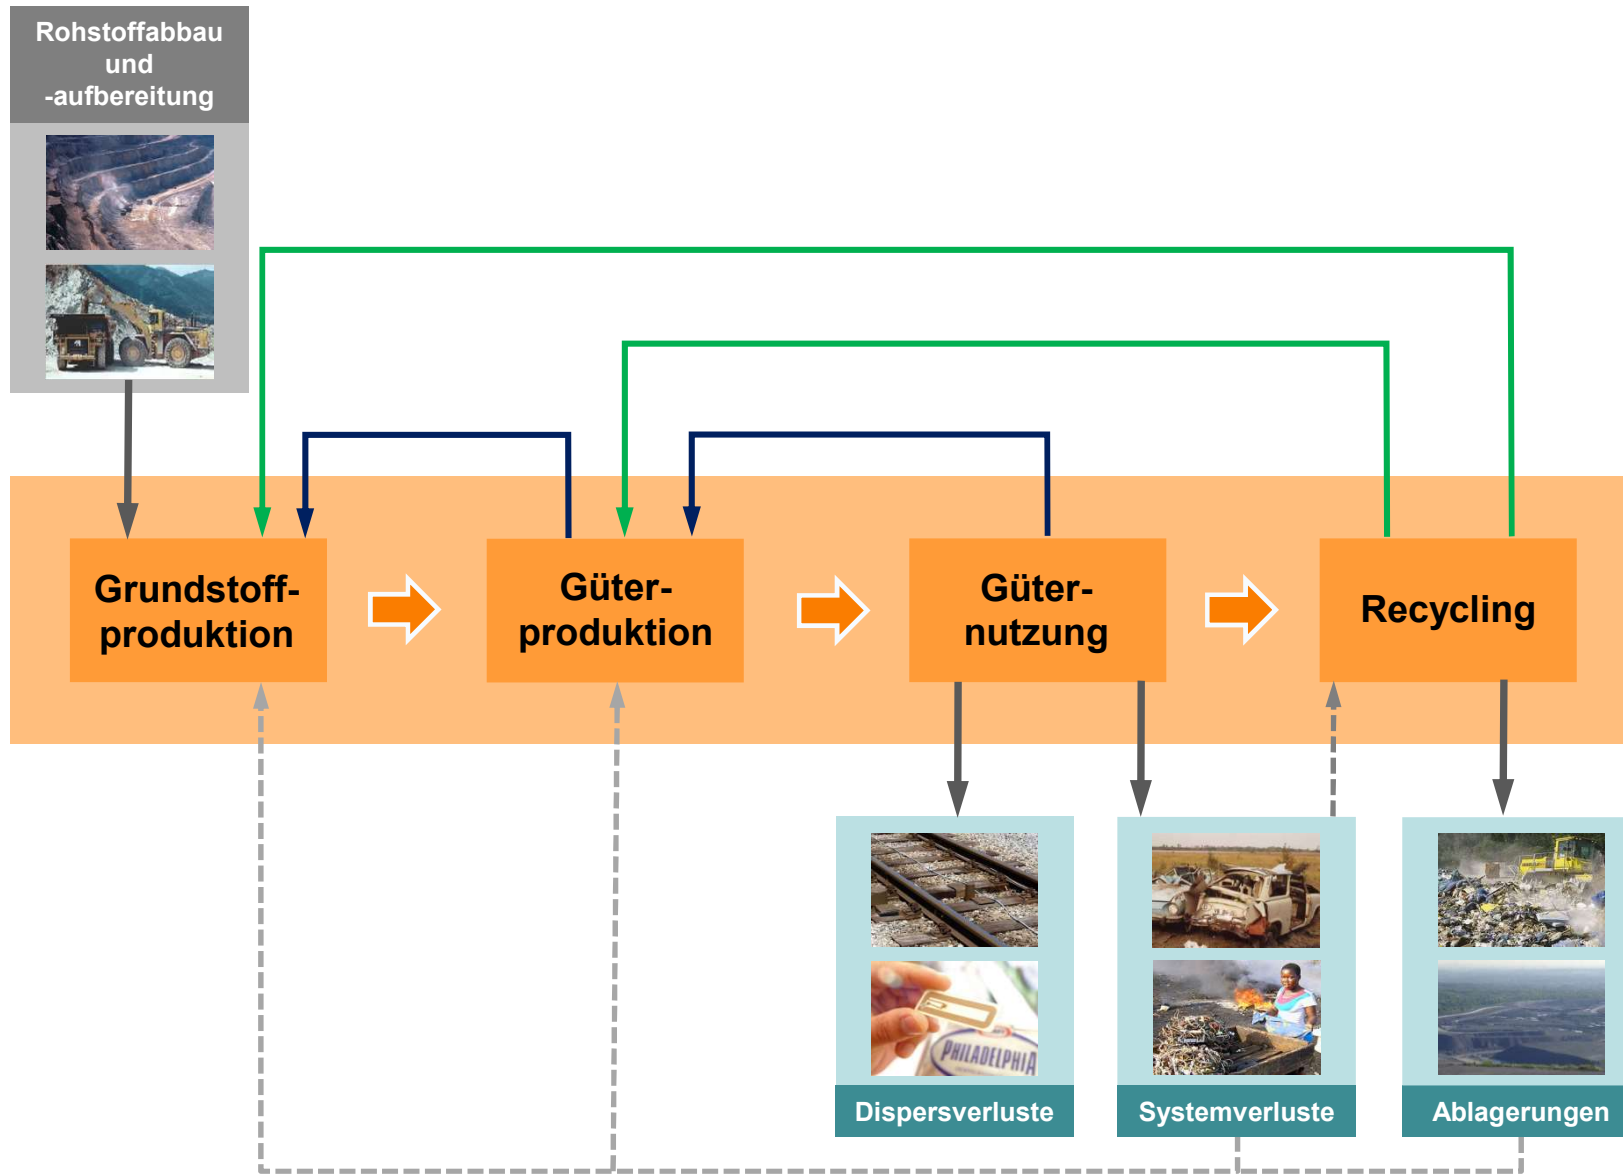 Rohstoffabbau
und
-aufbereitung
Grundstoff-
produktion
Güter-
produktion
Güter-
nutzung
Recycling
PHILADELPHIA
Dispersverluste
Systemverluste
Ablagerungen